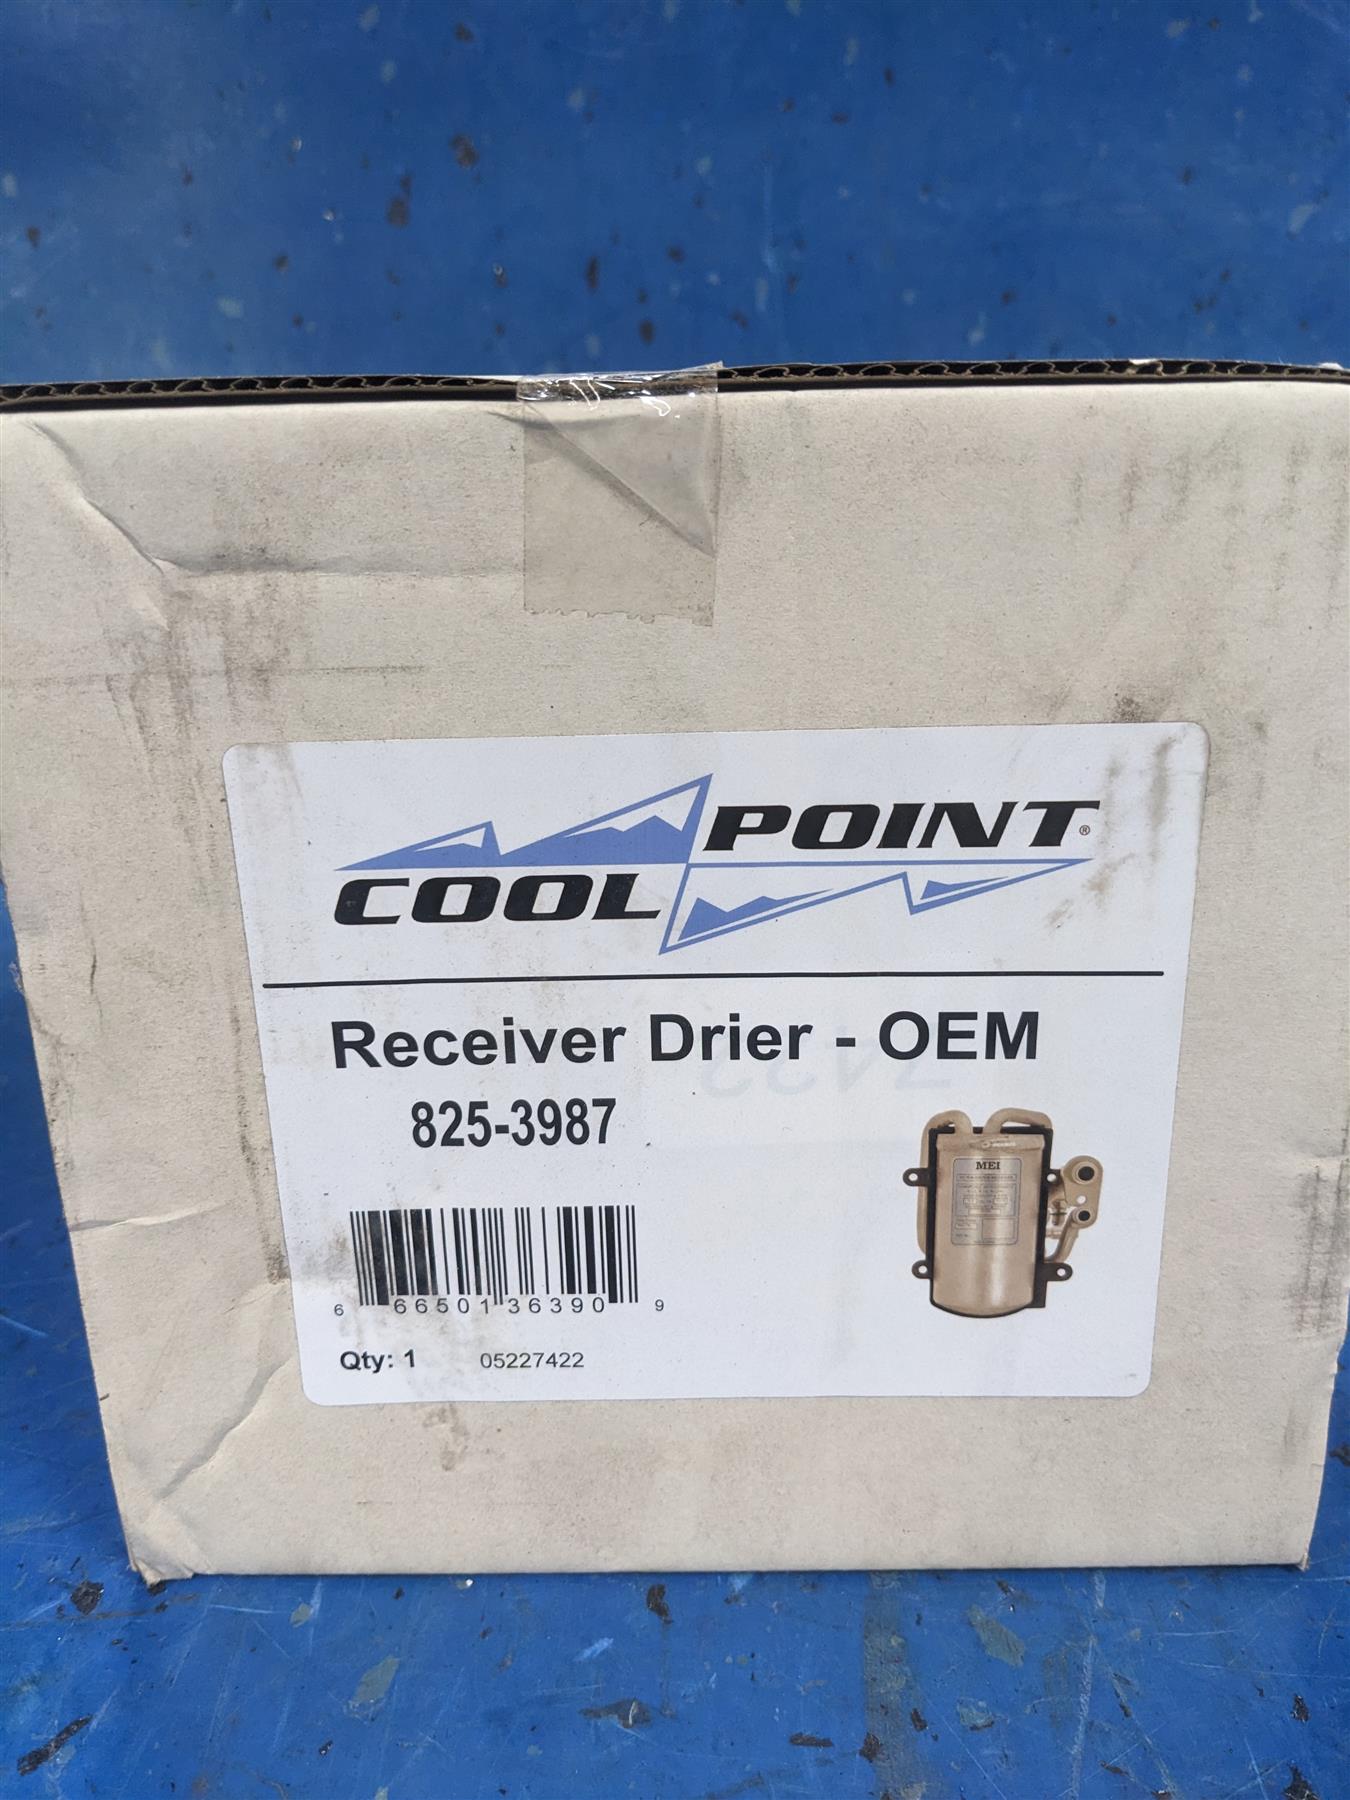 POINT®
COOL
Receiver Drier - OEM
825-3987
MEI
6 66501 36390 9
Qty: 1 05227422